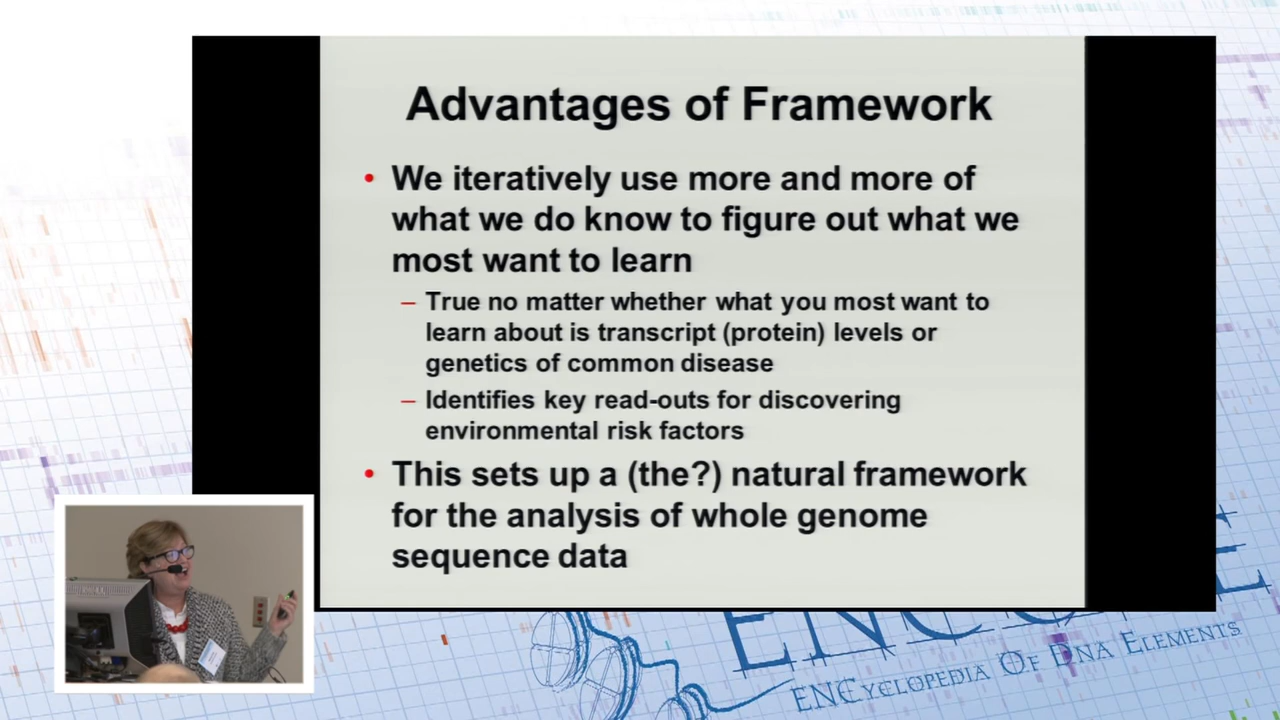 Advantages of Framework
• We iteratively use more and more of
what we do know to figure out what we
most want to learn
– True no matter whether what you most want to
learn about is transcript (protein) levels or
genetics of common disease
– Identifies key read-outs for discovering
environmental risk factors
• This sets up a (the?) natural framework
for the analysis of whole genome
sequence data
ENCYCLOPEDIA OF DNA ELEMENTS